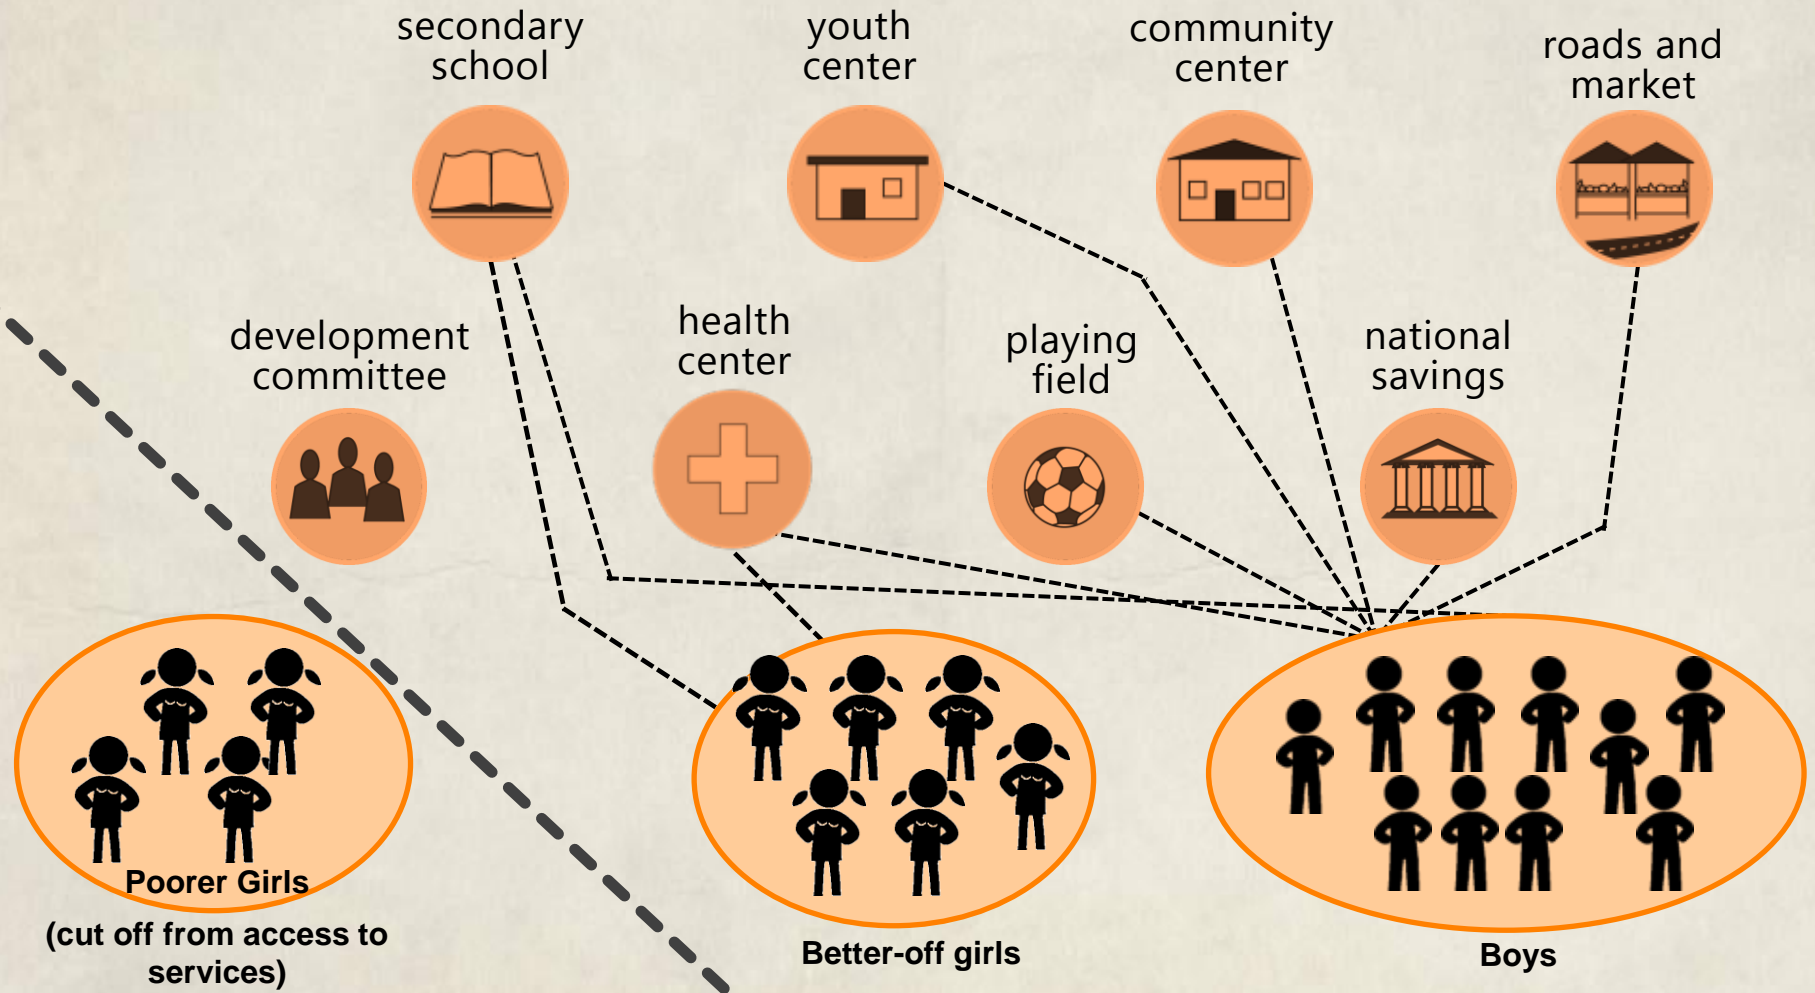 secondary
school
youth
center
community
center
roads and
market
development
committee
health
center
playing
field
national
savings
Poorer Girls
(cut off from access to
services)
Better-off girls
Boys